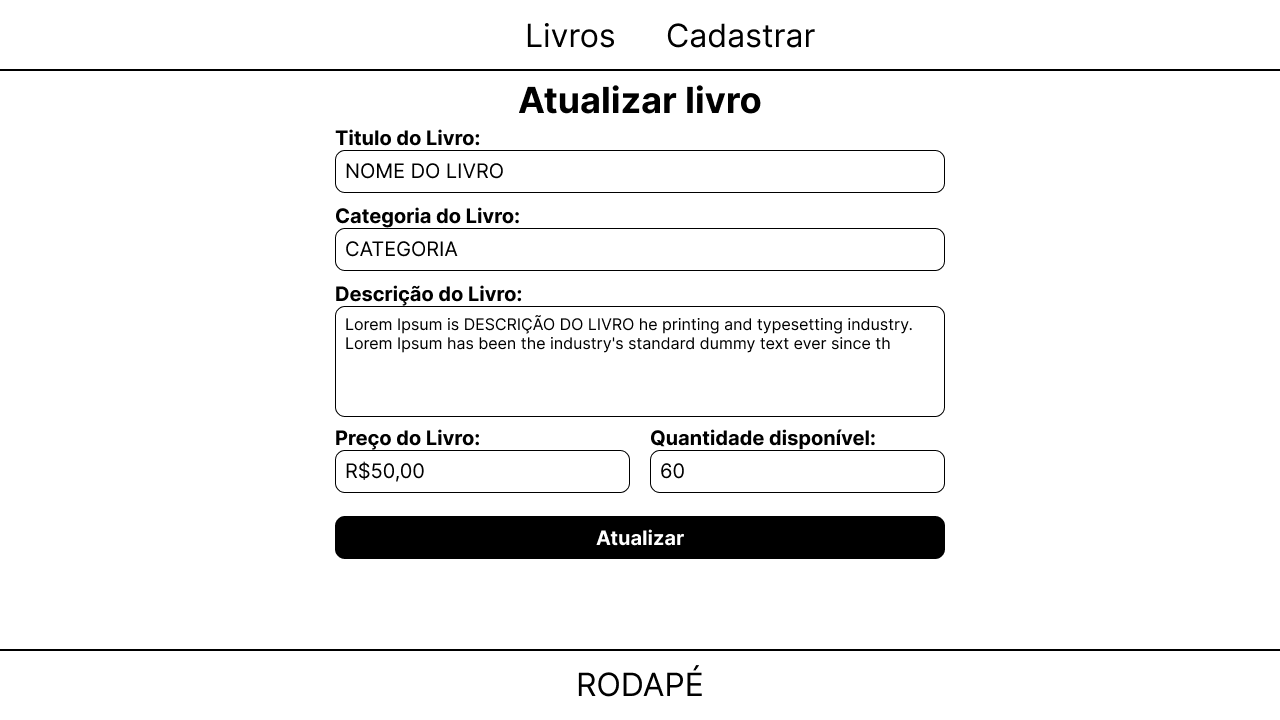 Livros Cadastrar
Atualizar livro
Titulo do Livro:
NOME DO LIVRO
Categoria do Livro:
CATEGORIA
Descrição do Livro:
Lorem Ipsum is DESCRIÇÃO DO LIVRO he printing and typesetting industry.
Lorem Ipsum has been the industry's standard dummy text ever since th
Preço do Livro: Quantidade disponível:
R$50,00 60
Atualizar
RODAPÉ